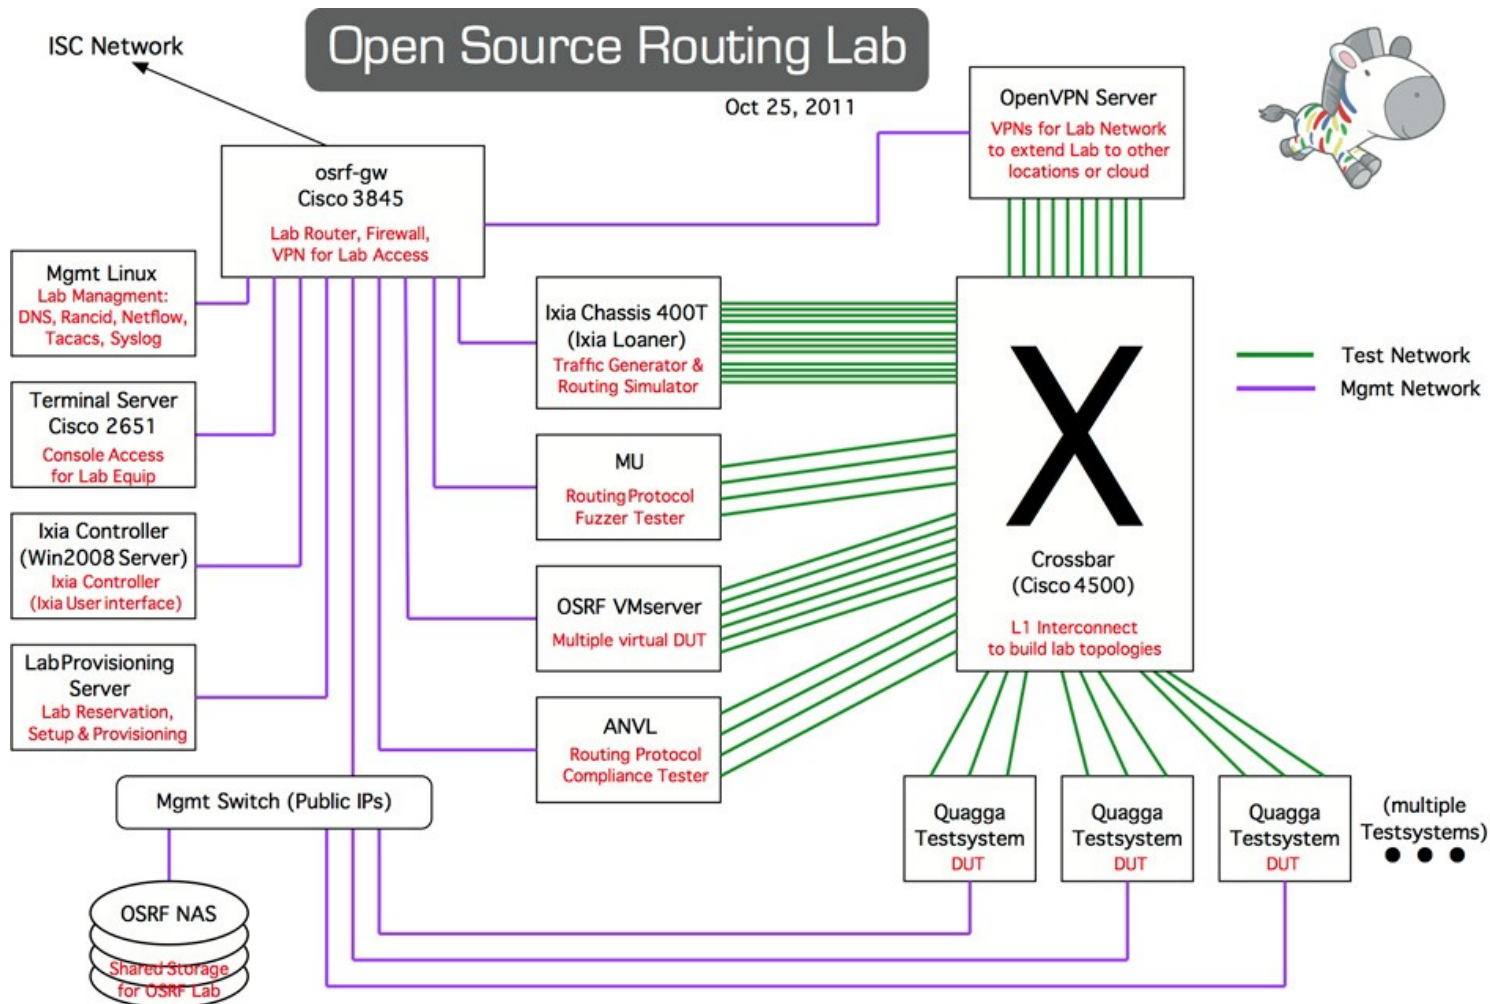 ISC Network
Open Source Routing Lab
Oct 25, 2011
OpenVPN Server
VPNs for Lab Network
to extend Lab to other
locations or cloud
osrf-gw
Cisco 3845
Lab Router, Firewall,
VPN for Lab Access
Mgmt Linux
Lab Managment:
DNS, Rancid, Netflow,
Tacacs, Syslog
Terminal Server
Cisco 2651
Console Access
for Lab Equip
Ixia Controller
(Win2008 Server)
Ixia Controller
(Ixia User interface)
Lab Provisioning
Server
Lab Reservation,
Setup & Provisioning
Ixia Chassis 400T
(Ixia Loaner)
Traffic Generator &
Routing Simulator
MU
Routing Protocol
Fuzzer Tester
OSRF VMserver
Multiple virtual DUT
ANVL
Routing Protocol
Compliance Tester
X
Crossbar
(Cisco 4500)
L1 Interconnect
to build lab topologies
Test Network
Mgmt Network
Mgmt Switch (Public IPs)
OSRF NAS
Shared Storage
for OSRF Lab
Quagga
Testsystem
DUT
Quagga
Testsystem
DUT
Quagga
Testsystem
DUT
(multiple
Testsystems)